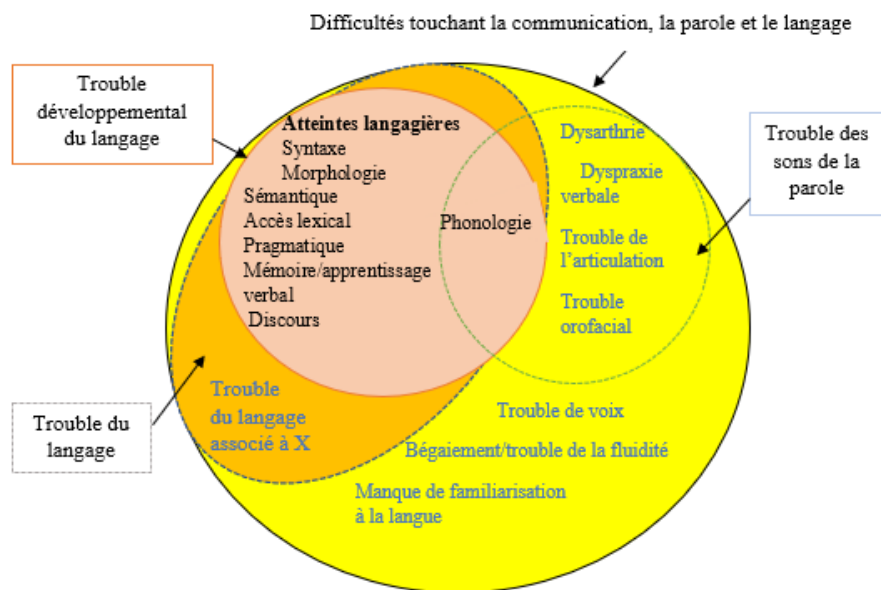 Difficultés touchant la communication, la parole et le langage
Trouble
développemental
du langage
Atteintes langagières
Syntaxe
Morphologie
Sémantique
Accès lexical
Pragmatique
Mémoire/apprentissage
verbal
Discours
Phonologie
Dysarthrie
Dyspraxie
verbale
Trouble de
l’articulation
Trouble
orofacial
Trouble des
sons de la
parole
Trouble du
langage
Trouble
du langage
associé à X
Trouble de voix
Bégaiement/trouble de la fluidité
Manque de familiarisation
à la langue